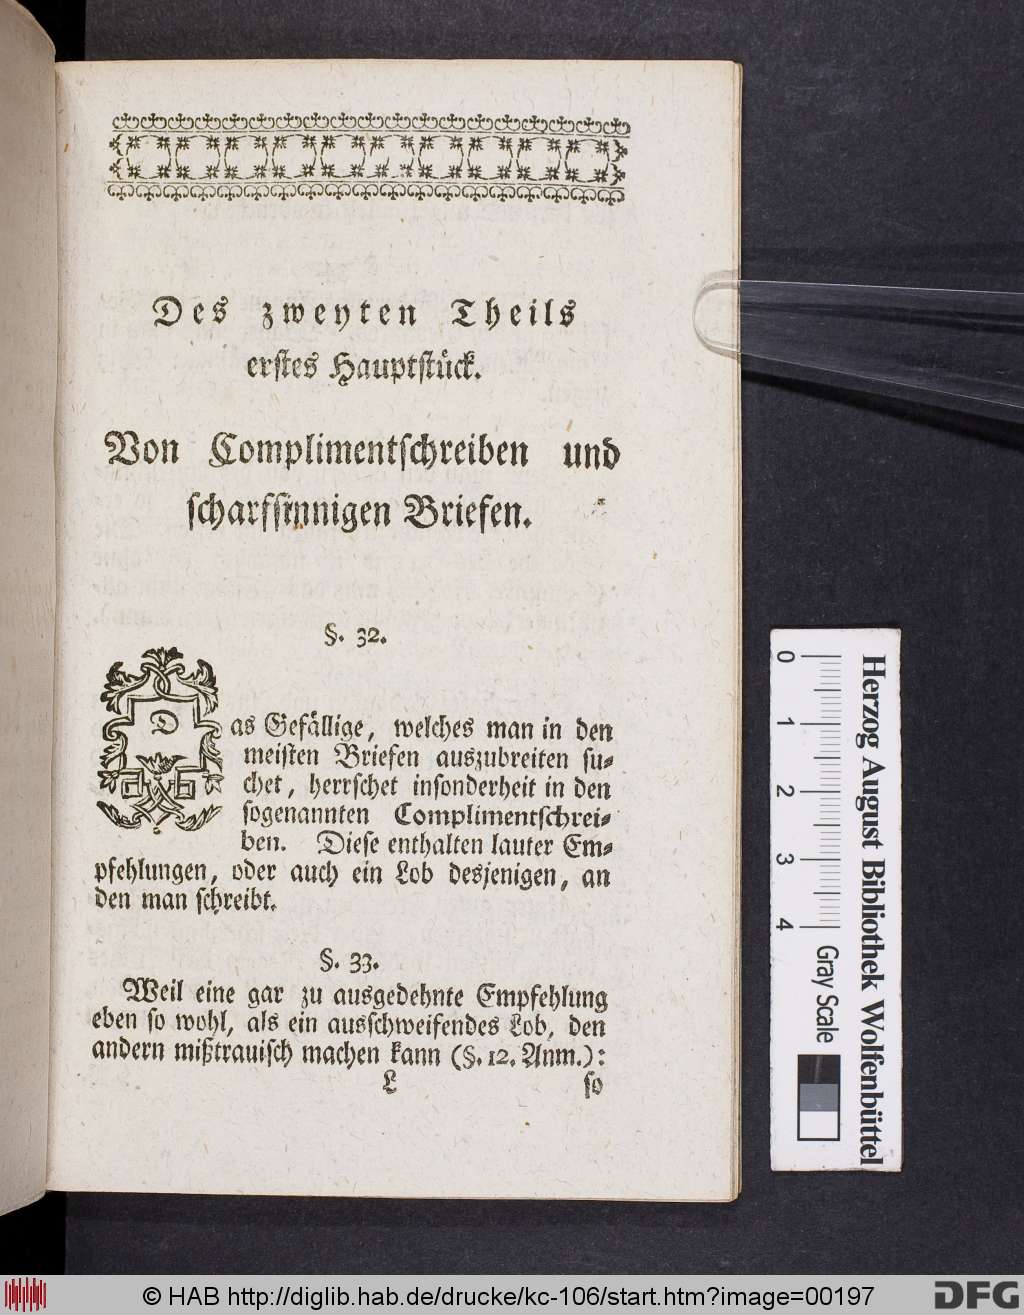 Des zweyten Theils
erstes Hauptstück.
Von Complimentschreiben und
scharfsinnigen Briefen.
§. 32.
Das Gefällige, welches man in den
meisten Briefen auszubreiten su-
chet, herrschet insonderheit in den
sogenannten Complimentschrei-
ben. Diese enthalten lauter Em-
pfehlungen, oder auch ein Lob desjenigen, an
den man schreibt.
§. 33.
Weil eine gar zu ausgedehnte Empfehlung
eben so wohl, als ein ausschweifendes Lob, den
andern mißtrauisch machen kann (§. 12. Anm.):
L so
0 1 2 3 4
Gray Scale
Herzog August Bibliothek Wolfenbüttel
© HAB http://diglib.hab.de/drucke/kc-106/start.htm?image=00197
DFG